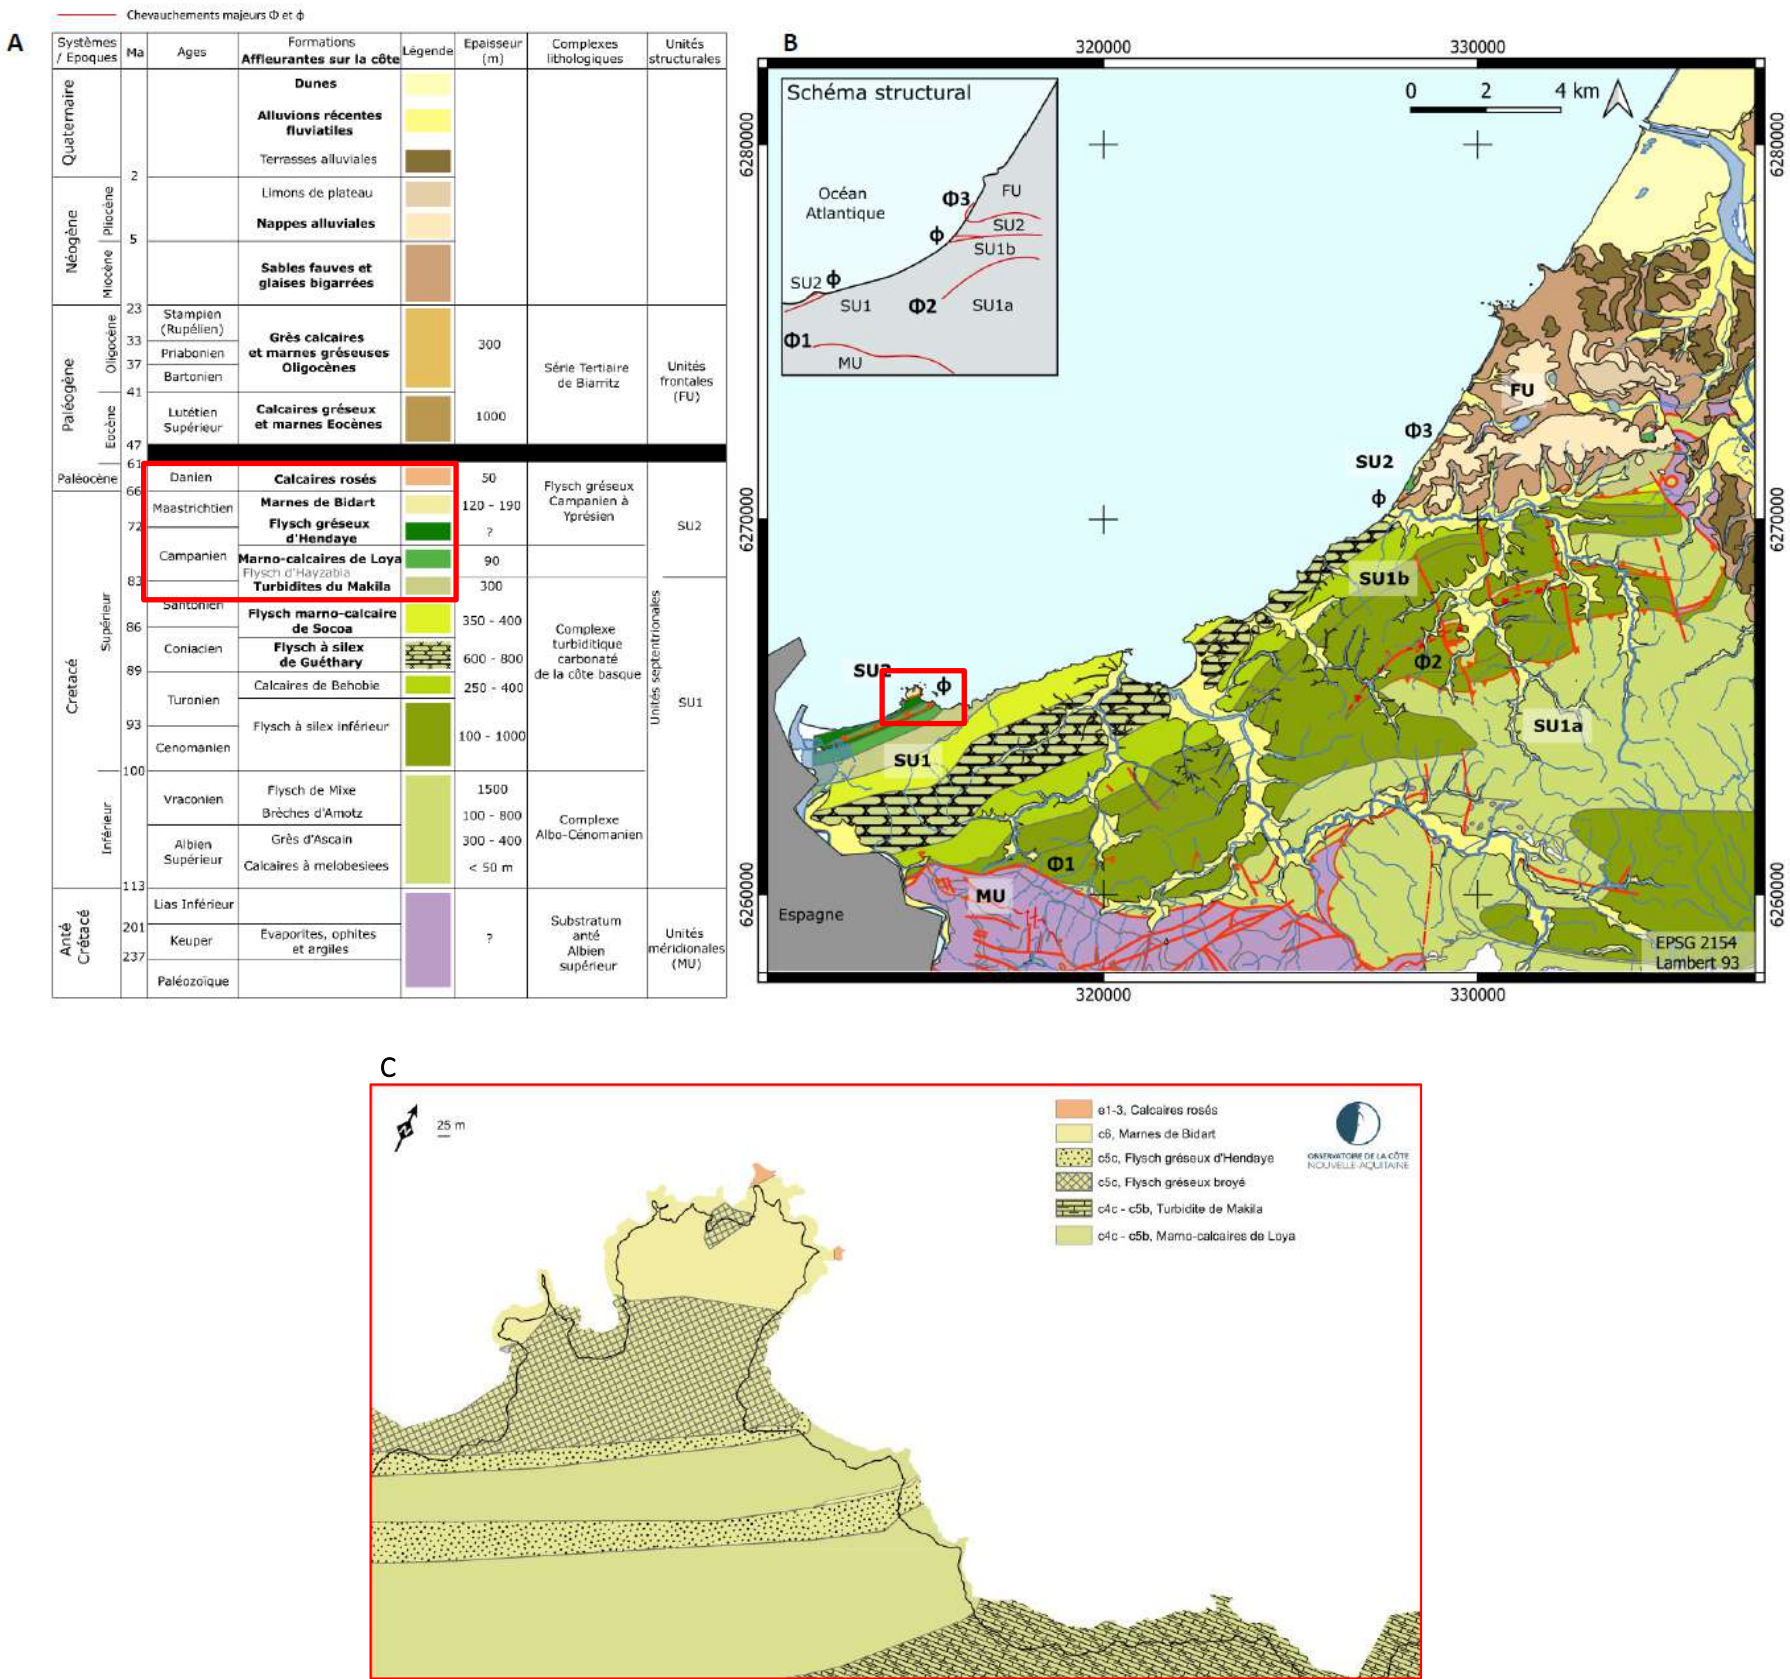 Chevauchements majeurs Φ et ϕ
A
Systèmes / Epoques
Ma
Ages
Formations
Affleurantes sur la côte
Légende
Epaisseur (m)
Complexes lithologiques
Unités structurales
Quaternaire
Dunes
Alluvions récentes fluviatiles
Terrasses alluviales
2
Néogène
Pliocène
Limons de plateau
Nappes alluviales
5
Miocène
Sables fauves et glaises bigarrées
23
Paléogène
Oligocène
Stampien (Rupélien)
33
Priabonien
37
Bartonien
41
Grès calcaires et marnes gréseuses Oligocènes
300
Série Tertiaire de Biarritz
Unités frontales (FU)
Eocène
Lutétien Supérieur
Calcaires gréseux et marnes Eocènes
1000
47
61
Paléocène
Danien
Calcaires rosés
50
66
Flysch gréseux Campanien à Yprésien
SU2
Crétacé
Supérieur
Maastrichtien
Marnes de Bidart
120 - 190
72
Flysch gréseux d'Hendaye
?
Campanien
Marno-calcaires de Loya
Flysch d'Hayzabia
90
83
Turbidites du Makila
300
Santonien
Flysch marno-calcaire de Socoa
350 - 400
86
Coniacien
Flysch à silex de Guéthary
600 - 800
89
Complexe turbiditique carbonaté de la côte basque
Unités septentrionales
SU1
Turonien
Calcaires de Behobie
250 - 400
93
Flysch à silex inférieur
100 - 1000
Cenomanien
100
Inférieur
Vraconien
Flysch de Mixe
1500
Brèches d'Amotz
100 - 800
Albien Supérieur
Grès d'Ascain
300 - 400
Calcaires à melobesiees
< 50 m
Complexe Albo-Cénomanien
113
Anté Crétacé
Lias Inférieur
201
Keuper
Evaporites, ophites et argiles
?
237
Paléozoïque
Substratum anté Albien supérieur
Unités méridionales (MU)
B
320000
330000
Schéma structural
0 2 4 km
Océan Atlantique
Φ3
FU
SU2
ϕ
SU1b
SU2 ϕ
SU1
Φ2
SU1a
Φ1
MU
6280000
6280000
FU
Φ3
SU2
ϕ
6270000
6270000
SU1b
SU2
ϕ
Φ2
SU1a
SU1
Φ1
MU
6260000
6260000
Espagne
EPSG 2154
Lambert 93
320000
330000
C
N
25 m
e1-3, Calcaires rosés
c6, Marnes de Bidart
c5c, Flysch gréseux d'Hendaye
c5c, Flysch gréseux broyé
c4c - c5b, Turbidite de Makila
c4c - c5b, Marno-calcaires de Loya
OBSERVATOIRE DE LA CÔTE
NOUVELLE-AQUITAINE